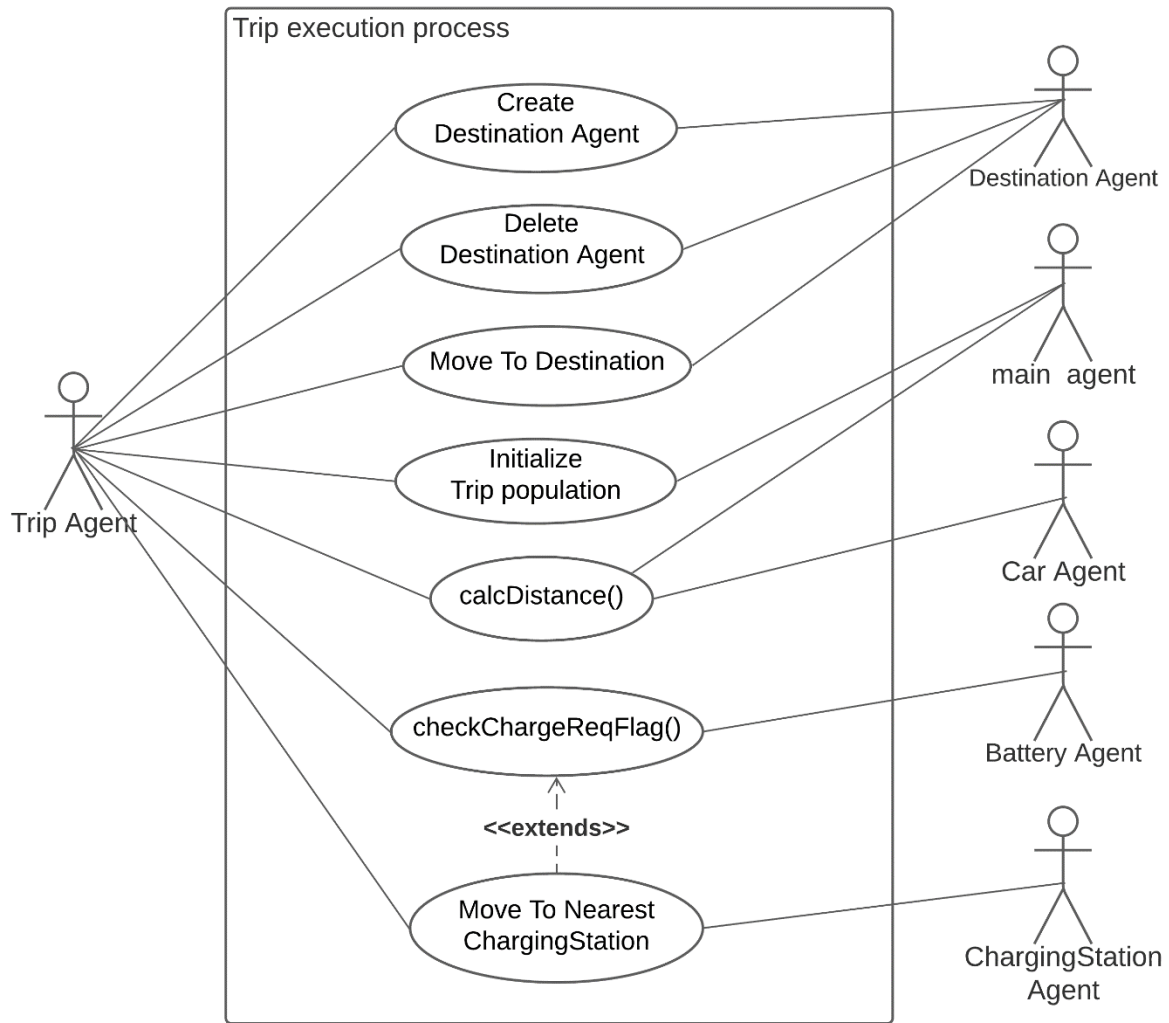 Trip execution process
Create
Destination Agent
Delete
Destination Agent
Move To Destination
Initialize
Trip population
calcDistance()
checkChargeReqFlag()
<<extends>>
Move To Nearest
ChargingStation
Trip Agent
Destination Agent
main agent
Car Agent
Battery Agent
ChargingStation
Agent